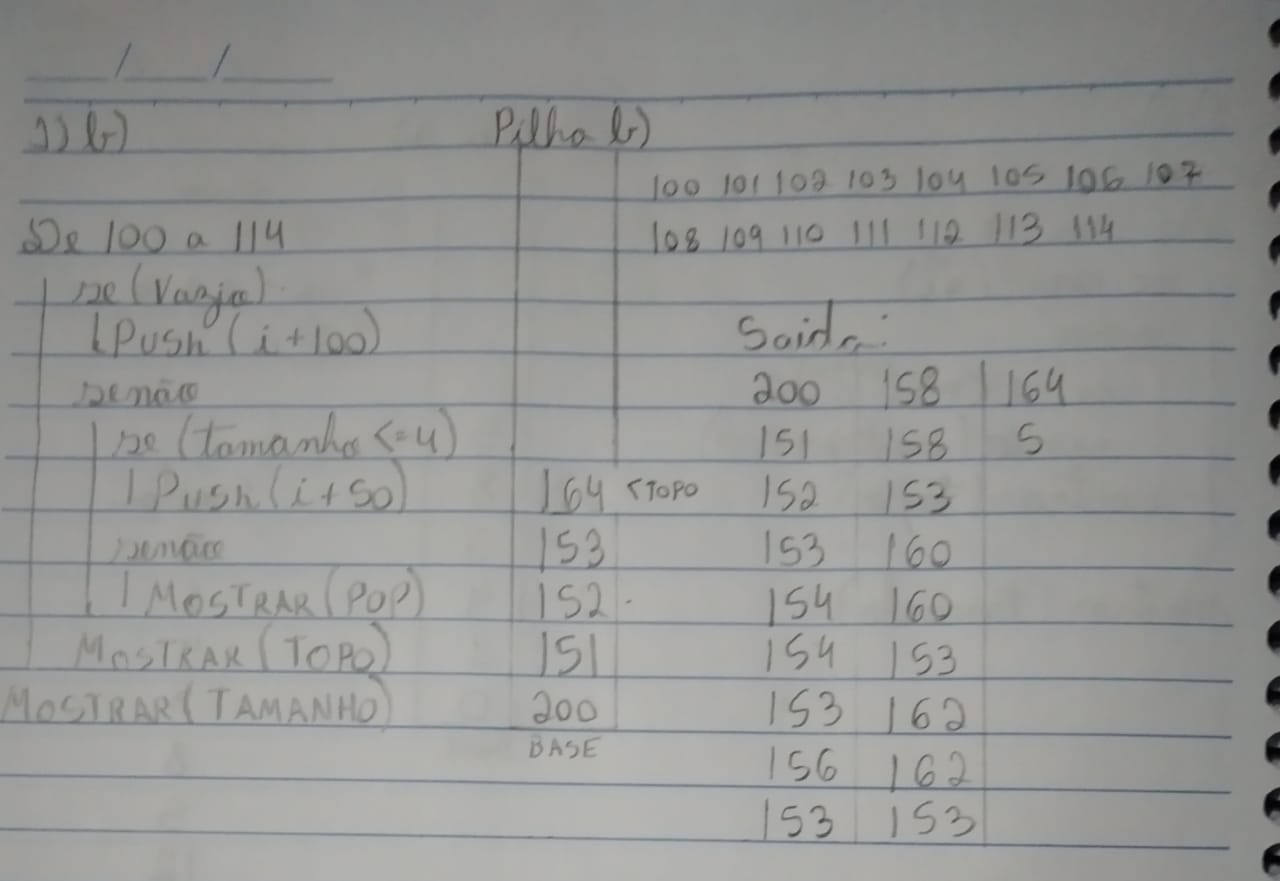 __/__/__
1) b) Pilha b)
100 101 102 103 104 105 106 107
De 100 a 114 108 109 110 111 112 113 114
se (Vazia)
Push (i+100) Saida:
senão 200 158 164
se (tamanho <= 4) 151 158 5
Push (i+50) 164 < TOPO 152 153
senão 153 153 160
MOSTRAR (POP) 152 154 160
MOSTRAR (TOPO) 151 154 153
MOSTRAR (TAMANHO) 200 153 162
BASE 156 162
153 153